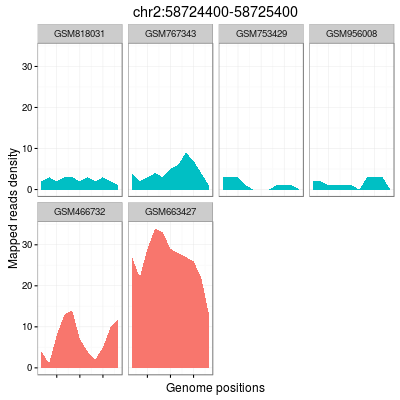 chr2:58724400-58725400
GSM818031 GSM767343 GSM753429 GSM956008
30
20
10
0
Mapped reads density
GSM466732 GSM663427
30
20
10
0
Genome positions